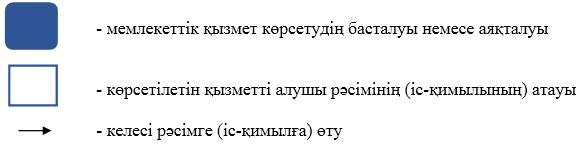 - мемлекеттік қызмет көрсетудің басталуы немесе аяқталуы
- көрсетілетін қызметті алушы рәсімінің (іс-қимылының) атауы
- келесі рәсімге (іс-қимылға) өту